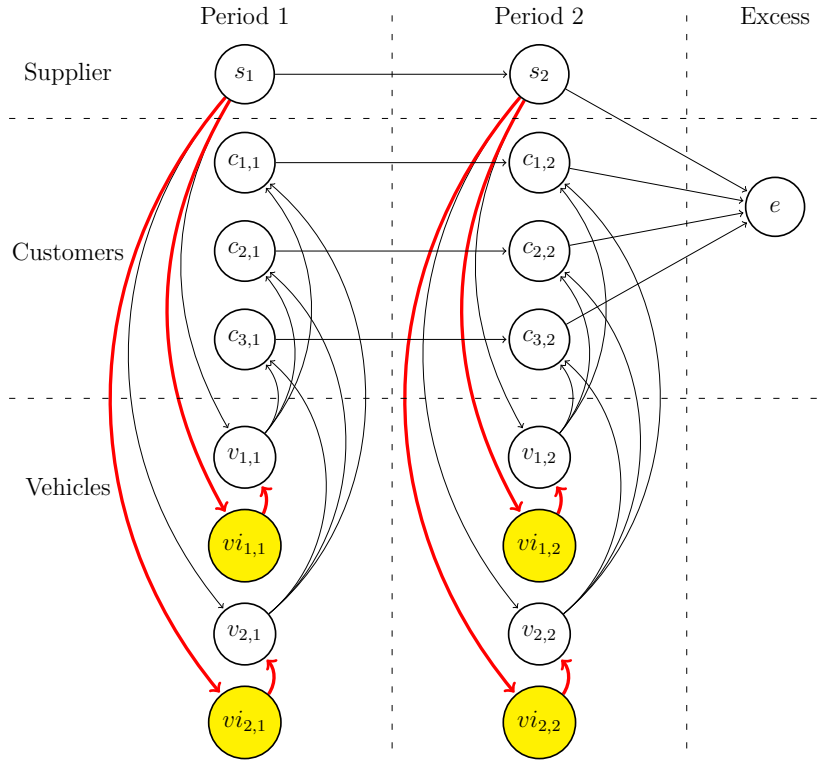 Period 1 Period 2 Excess
Supplier s₁ s₂
c₁,₁ c₁,₂
e
Customers c₂,₁ c₂,₂
c₃,₁ c₃,₂
v₁,₁ v₁,₂
Vehicles
vi₁,₁ vi₁,₂
v₂,₁ v₂,₂
vi₂,₁ vi₂,₂